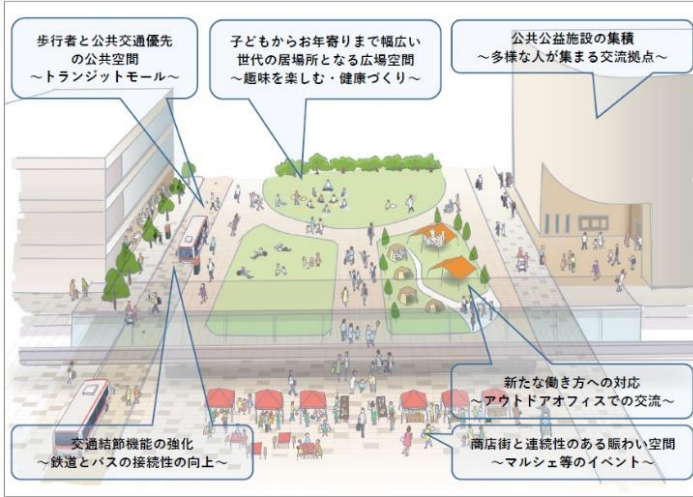 歩行者と公共交通優先
の公共空間
～トランジットモール～
子どもからお年寄りまで幅広い
世代の居場所となる広場空間
～趣味を楽しむ・健康づくり～
公共公益施設の集積
～多様な人が集まる交流拠点～
新たな働き方への対応
～アウトドアオフィスでの交流～
交通結節機能の強化
～鉄道とバスの接続性の向上～
商店街と連続性のある賑わい空間
～マルシェ等のイベント～